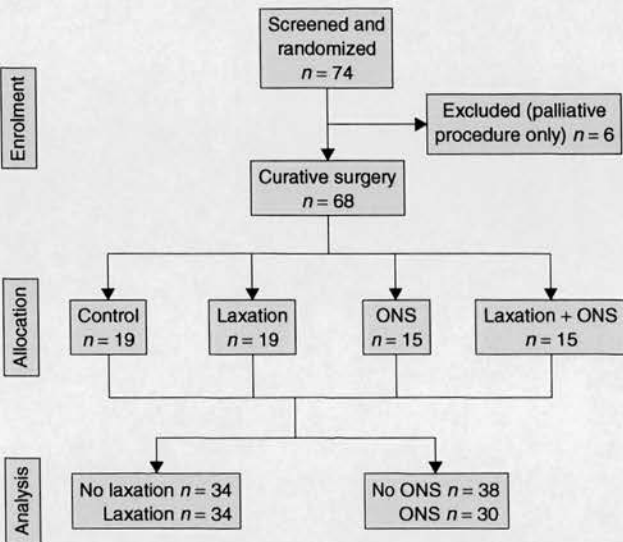 Enrolment
Screened and
randomized
n = 74
Excluded (palliative
procedure only) n = 6
Curative surgery
n = 68
Allocation
Control
n = 19
Laxation
n = 19
ONS
n = 15
Laxation + ONS
n = 15
Analysis
No laxation n = 34
Laxation n = 34
No ONS n = 38
ONS n = 30